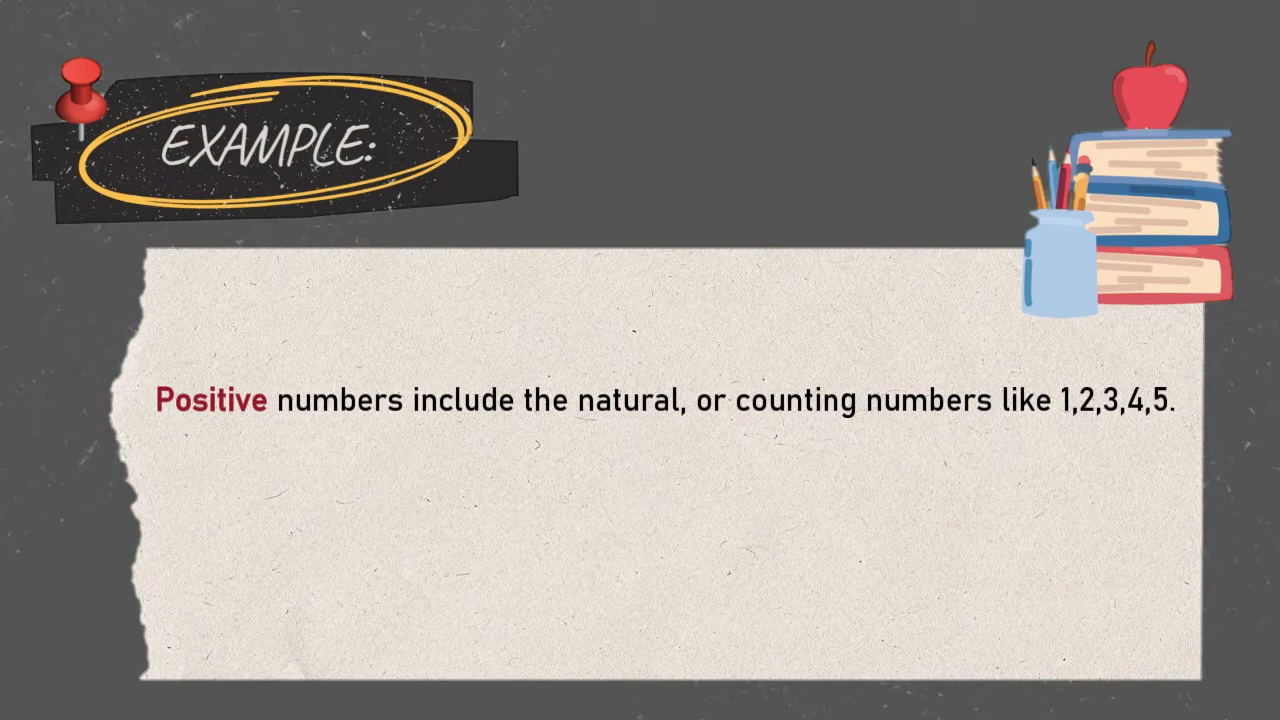 EXAMPLE:
Positive numbers include the natural, or counting numbers like 1,2,3,4,5.